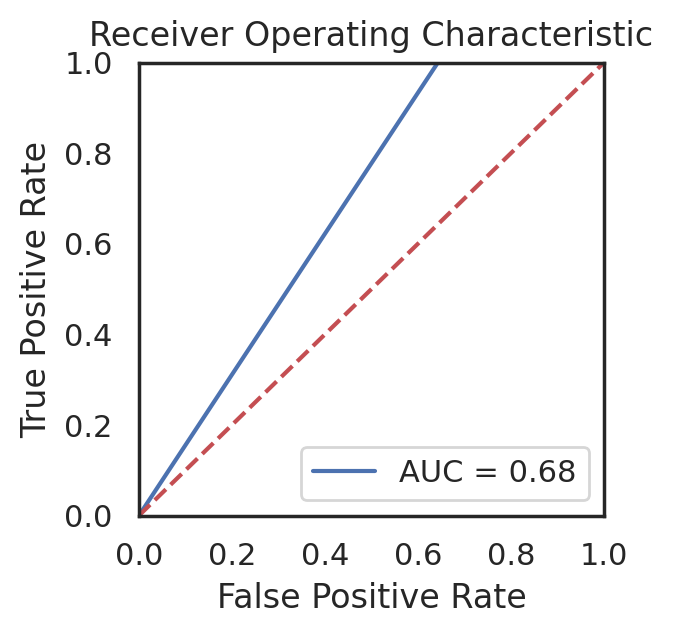 Receiver Operating Characteristic
1.0
0.8
0.6
0.4
0.2
0.0
True Positive Rate
AUC = 0.68
0.0 0.2 0.4 0.6 0.8 1.0
False Positive Rate